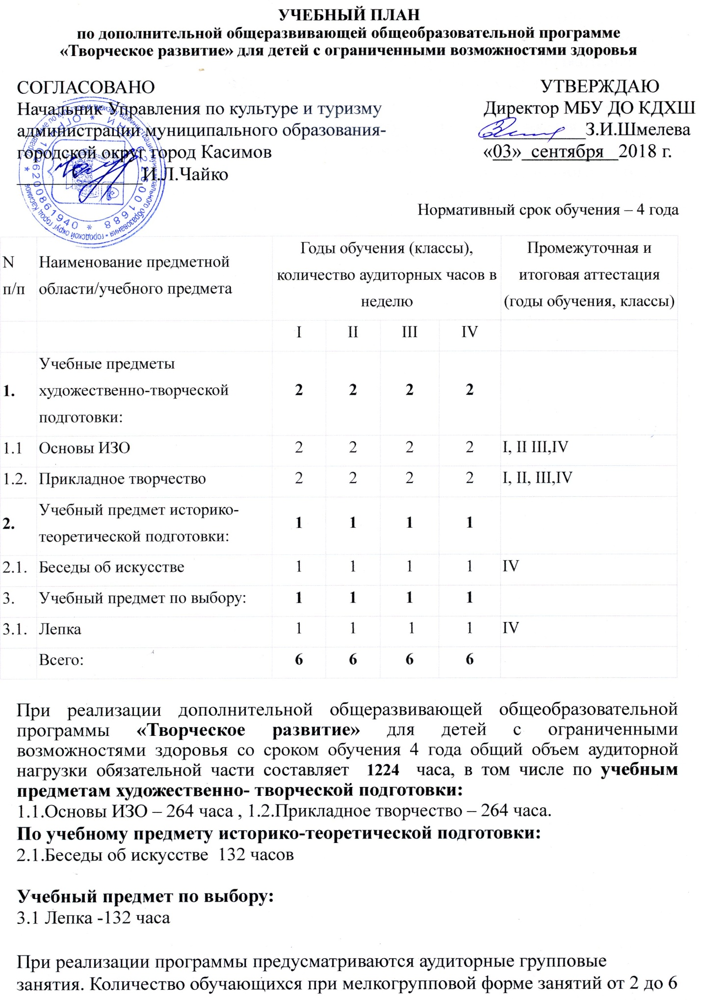 УЧЕБНЫЙ ПЛАН
по дополнительной общеразвивающей общеобразовательной программе
«Творческое развитие» для детей с ограниченными возможностями здоровья
СОГЛАСОВАНО
Начальник Управления по культуре и туризму
администрации муниципального образования-
городской округ город Касимов
И.Л.Чайко
УТВЕРЖДАЮ
Директор МБУ ДО КДХШ
З.И.Шмелева
«03» сентября 2018 г.
Нормативный срок обучения – 4 года
N п/п
Наименование предметной области/учебного предмета
Годы обучения (классы), количество аудиторных часов в неделю
Промежуточная и итоговая аттестация (годы обучения, классы)
I II III IV
1. Учебные предметы художественно-творческой подготовки: 2 2 2 2
1.1 Основы ИЗО 2 2 2 2 I, II III,IV
1.2. Прикладное творчество 2 2 2 2 I, II, III,IV
2. Учебный предмет историко-теоретической подготовки: 1 1 1 1
2.1. Беседы об искусстве 1 1 1 1 IV
3. Учебный предмет по выбору: 1 1 1 1
3.1. Лепка 1 1 1 1 IV
Всего: 6 6 6 6
При реализации дополнительной общеразвивающей общеобразовательной
программы «Творческое развитие» для детей с ограниченными
возможностями здоровья со сроком обучения 4 года общий объем аудиторной
нагрузки обязательной части составляет 1224 часа, в том числе по учебным
предметам художественно- творческой подготовки:
1.1.Основы ИЗО – 264 часа , 1.2.Прикладное творчество – 264 часа.
По учебному предмету историко-теоретической подготовки:
2.1.Беседы об искусстве 132 часов
Учебный предмет по выбору:
3.1 Лепка -132 часа
При реализации программы предусматриваются аудиторные групповые
занятия. Количество обучающихся при мелкогрупповой форме занятий от 2 до 6